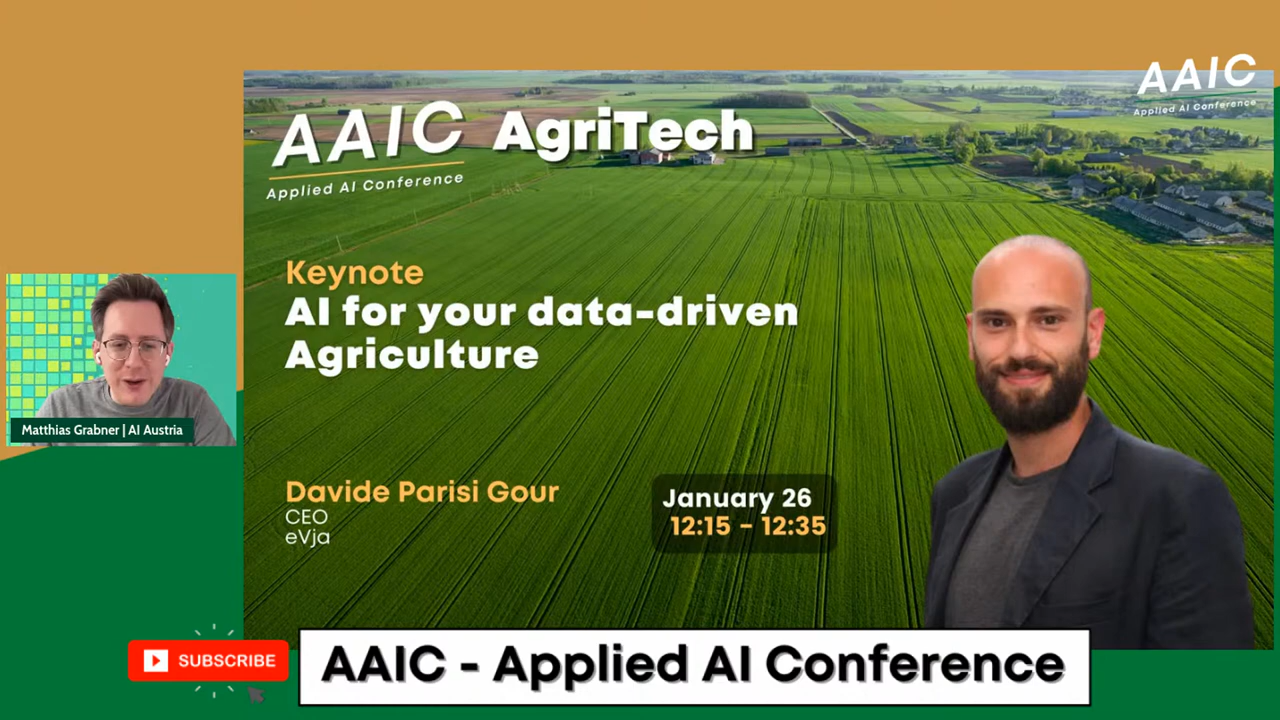 AAIC
Applied AI Conference
AAIC
Applied AI Conference
AgriTech
Keynote
AI for your data-driven
Agriculture
Matthias Grabner | AI Austria
Davide Parisi Gour
CEO
eVja
January 26
12:15 - 12:35
SUBSCRIBE
AAIC - Applied AI Conference